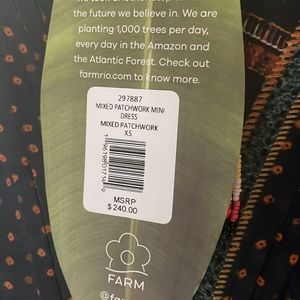 the future we believe in. We are
planting 1,000 trees per day,
every day in the Amazon and
the Atlantic Forest. Check out
farmrio.com to know more.
297887
MIXED PATCHWORK MINI
DRESS
MIXED PATCHWORK
XS
MSRP
$ 240.00
FARM